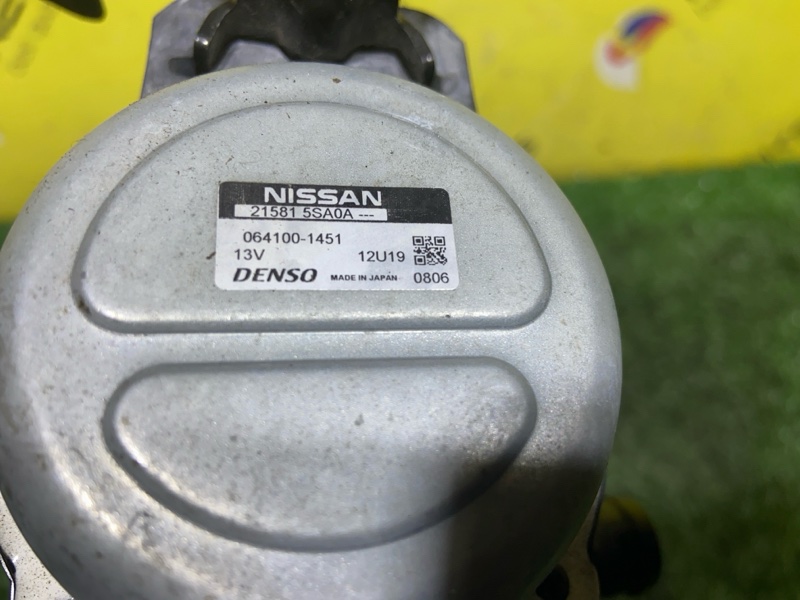 NISSAN
21581 5SA0A ---
064100-1451
13V 12U19
DENSO MADE IN JAPAN 0806